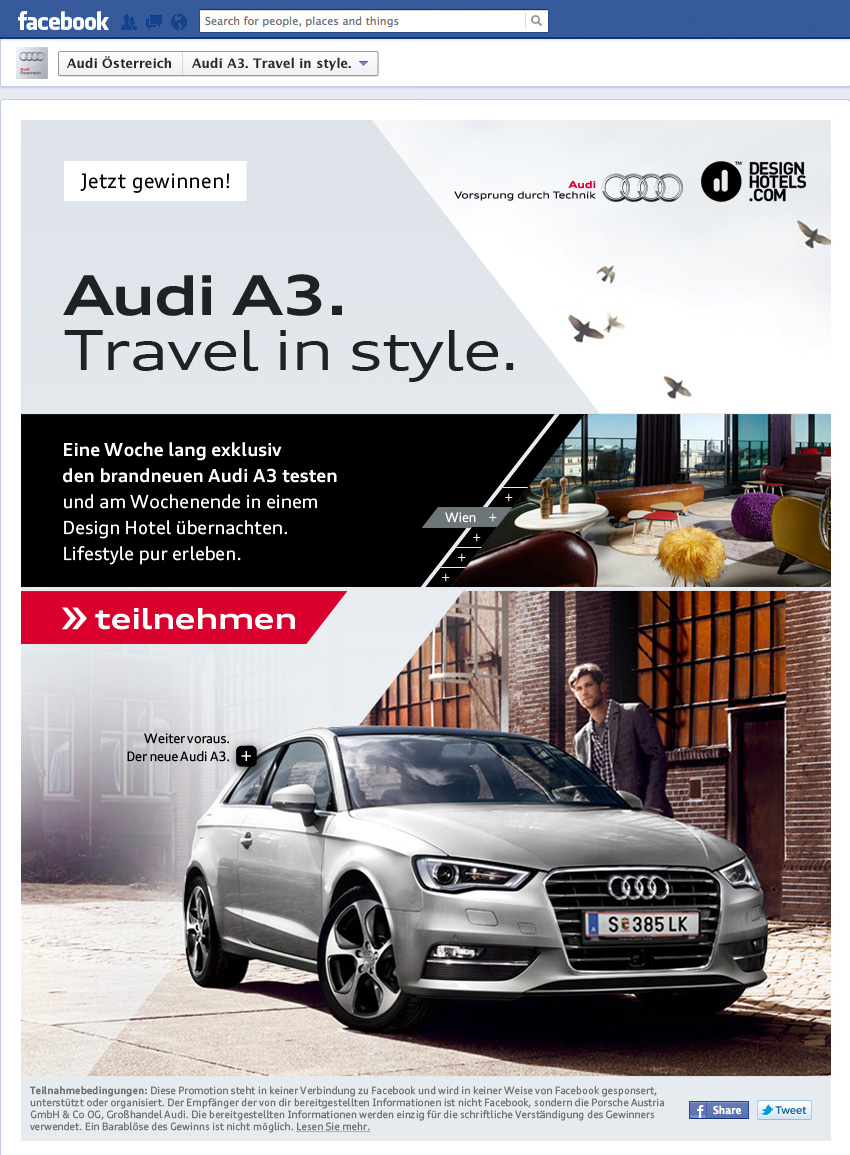 facebook
Search for people, places and things
Audi Österreich
Audi A3. Travel in style.
Jetzt gewinnen!
Audi
Vorsprung durch Technik
DESIGN
HOTELS
.COM
™
Audi A3.
Travel in style.
Eine Woche lang exklusiv
den brandneuen Audi A3 testen
und am Wochenende in einem
Design Hotel übernachten.
Lifestyle pur erleben.
Wien +
teilnehmen
Weiter voraus.
Der neue Audi A3.
S 385 LK
Teilnahmebedingungen: Diese Promotion steht in keiner Verbindung zu Facebook und wird in keiner Weise von Facebook gesponsert,
unterstützt oder organisiert. Der Empfänger der von dir bereitgestellten Informationen ist nicht Facebook, sondern die Porsche Austria
GmbH & Co OG, Großhandel Audi. Die bereitgestellten Informationen werden einzig für die schriftliche Verständigung des Gewinners
verwendet. Ein Barablöse des Gewinns ist nicht möglich. Lesen Sie mehr.
Share
Tweet